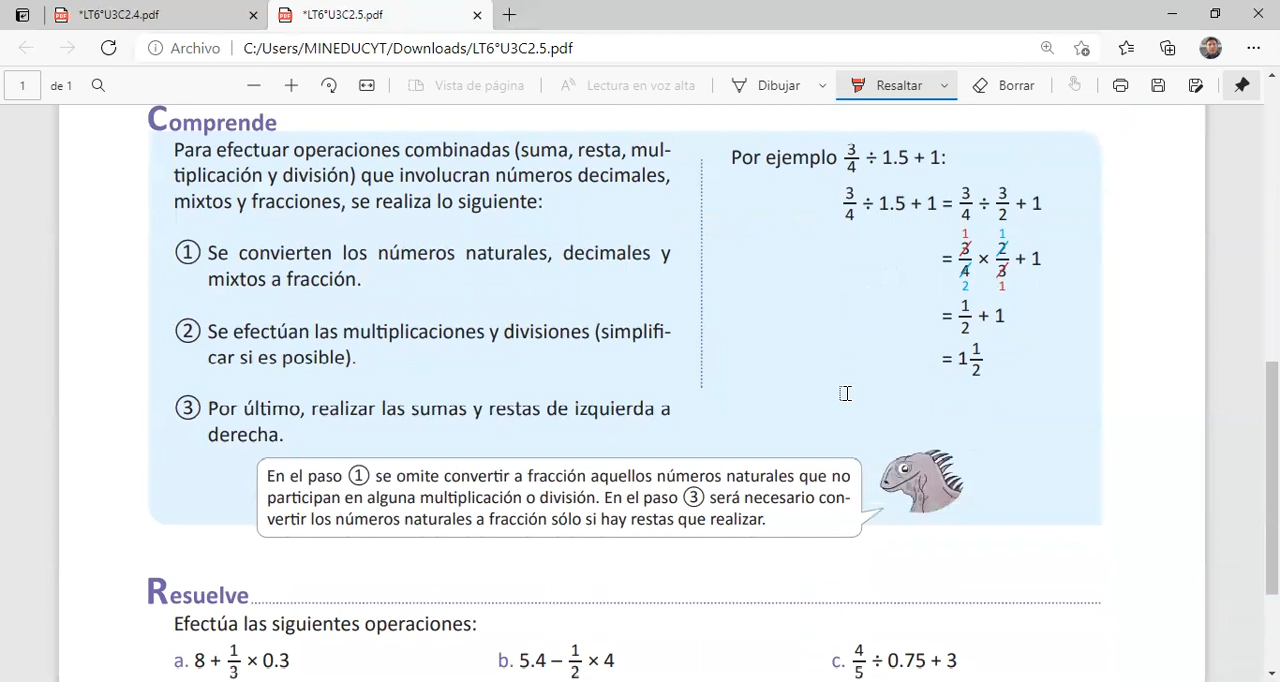 *LT6°U3C2.4.pdf
*LT6°U3C2.5.pdf
Archivo C:/Users/MINEDUCYT/Downloads/LT6°U3C2.5.pdf
1 de 1 Vista de página Lectura en voz alta Dibujar Resaltar Borrar
Comprende
Para efectuar operaciones combinadas (suma, resta, mul-
tiplicación y división) que involucran números decimales,
mixtos y fracciones, se realiza lo siguiente:
① Se convierten los números naturales, decimales y
mixtos a fracción.
② Se efectúan las multiplicaciones y divisiones (simplifi-
car si es posible).
③ Por último, realizar las sumas y restas de izquierda a
derecha.
Por ejemplo 3/4 ÷ 1.5 + 1:
3/4 ÷ 1.5 + 1 = 3/4 ÷ 3/2 + 1
1 1
= 3/4 × 2/3 + 1
2 1
= 1/2 + 1
= 1 1/2
En el paso ① se omite convertir a fracción aquellos números naturales que no
participan en alguna multiplicación o división. En el paso ③ será necesario con-
vertir los números naturales a fracción sólo si hay restas que realizar.
Resuelve
Efectúa las siguientes operaciones:
a. 8 + 1/3 × 0.3 b. 5.4 – 1/2 × 4 c. 4/5 ÷ 0.75 + 3